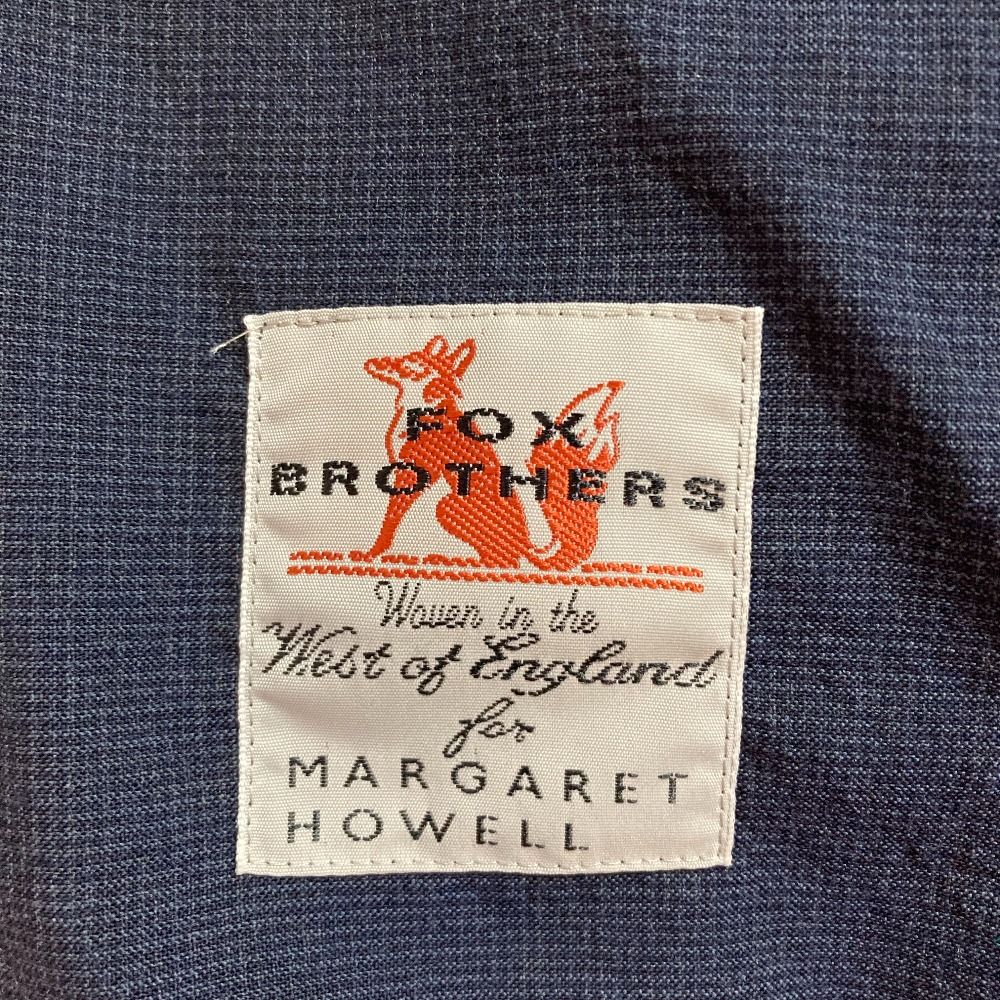 FOX
BROTHERS
Woven in the
West of England
for
MARGARET
HOWELL